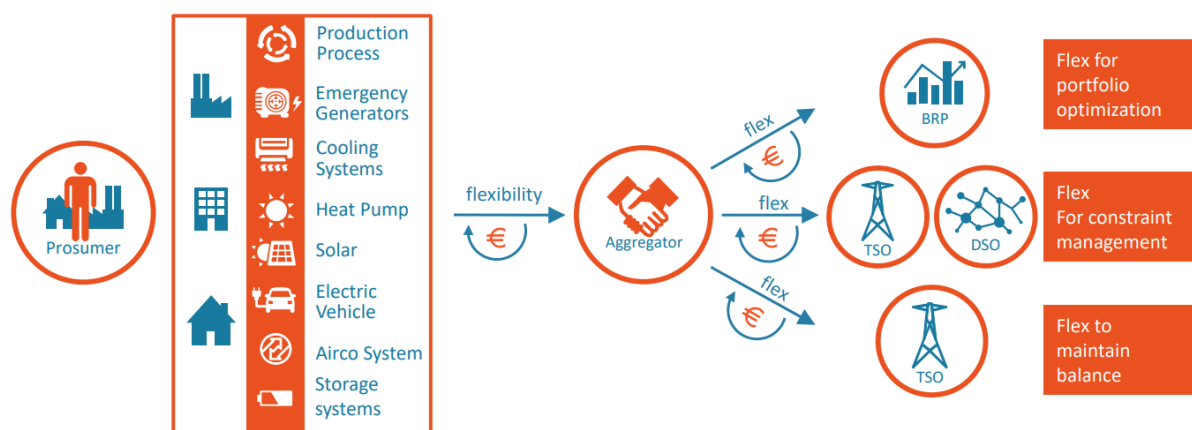 Prosumer
Production
Process
Emergency
Generators
Cooling
Systems
Heat Pump
Solar
Electric
Vehicle
Airco System
Storage
systems
flexibility
€
Aggregator
flex
€
flex
€
flex
€
BRP
Flex for
portfolio
optimization
TSO
DSO
Flex
For constraint
management
TSO
Flex to
maintain
balance